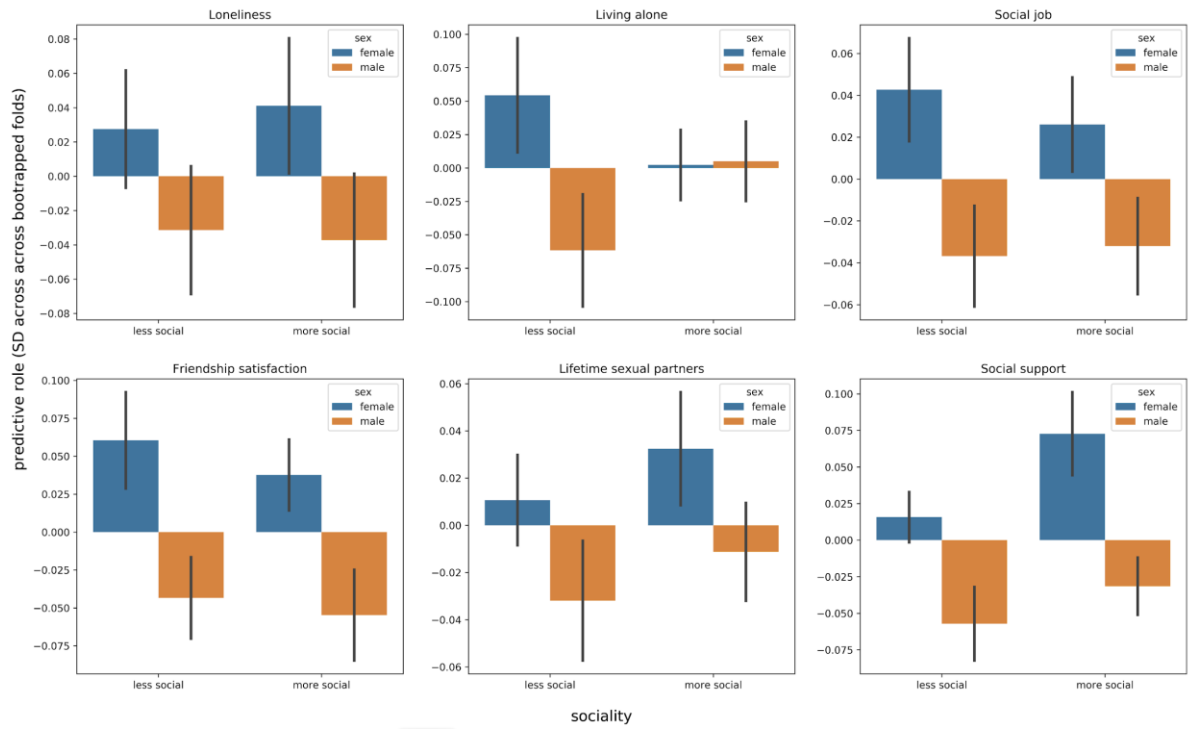 Loneliness
Living alone
Social job
predictive role (SD across across bootrapped folds)
0.08
0.06
0.04
0.02
0.00
−0.02
−0.04
−0.06
−0.08
sex
female
male
less social
more social
0.100
0.075
0.050
0.025
0.000
−0.025
−0.050
−0.075
−0.100
sex
female
male
less social
more social
0.06
0.04
0.02
0.00
−0.02
−0.04
−0.06
sex
female
male
less social
more social
Friendship satisfaction
Lifetime sexual partners
Social support
0.100
0.075
0.050
0.025
0.000
−0.025
−0.050
−0.075
sex
female
male
less social
more social
0.06
0.04
0.02
0.00
−0.02
−0.04
−0.06
sex
female
male
less social
more social
0.100
0.075
0.050
0.025
0.000
−0.025
−0.050
−0.075
sex
female
male
less social
more social
sociality